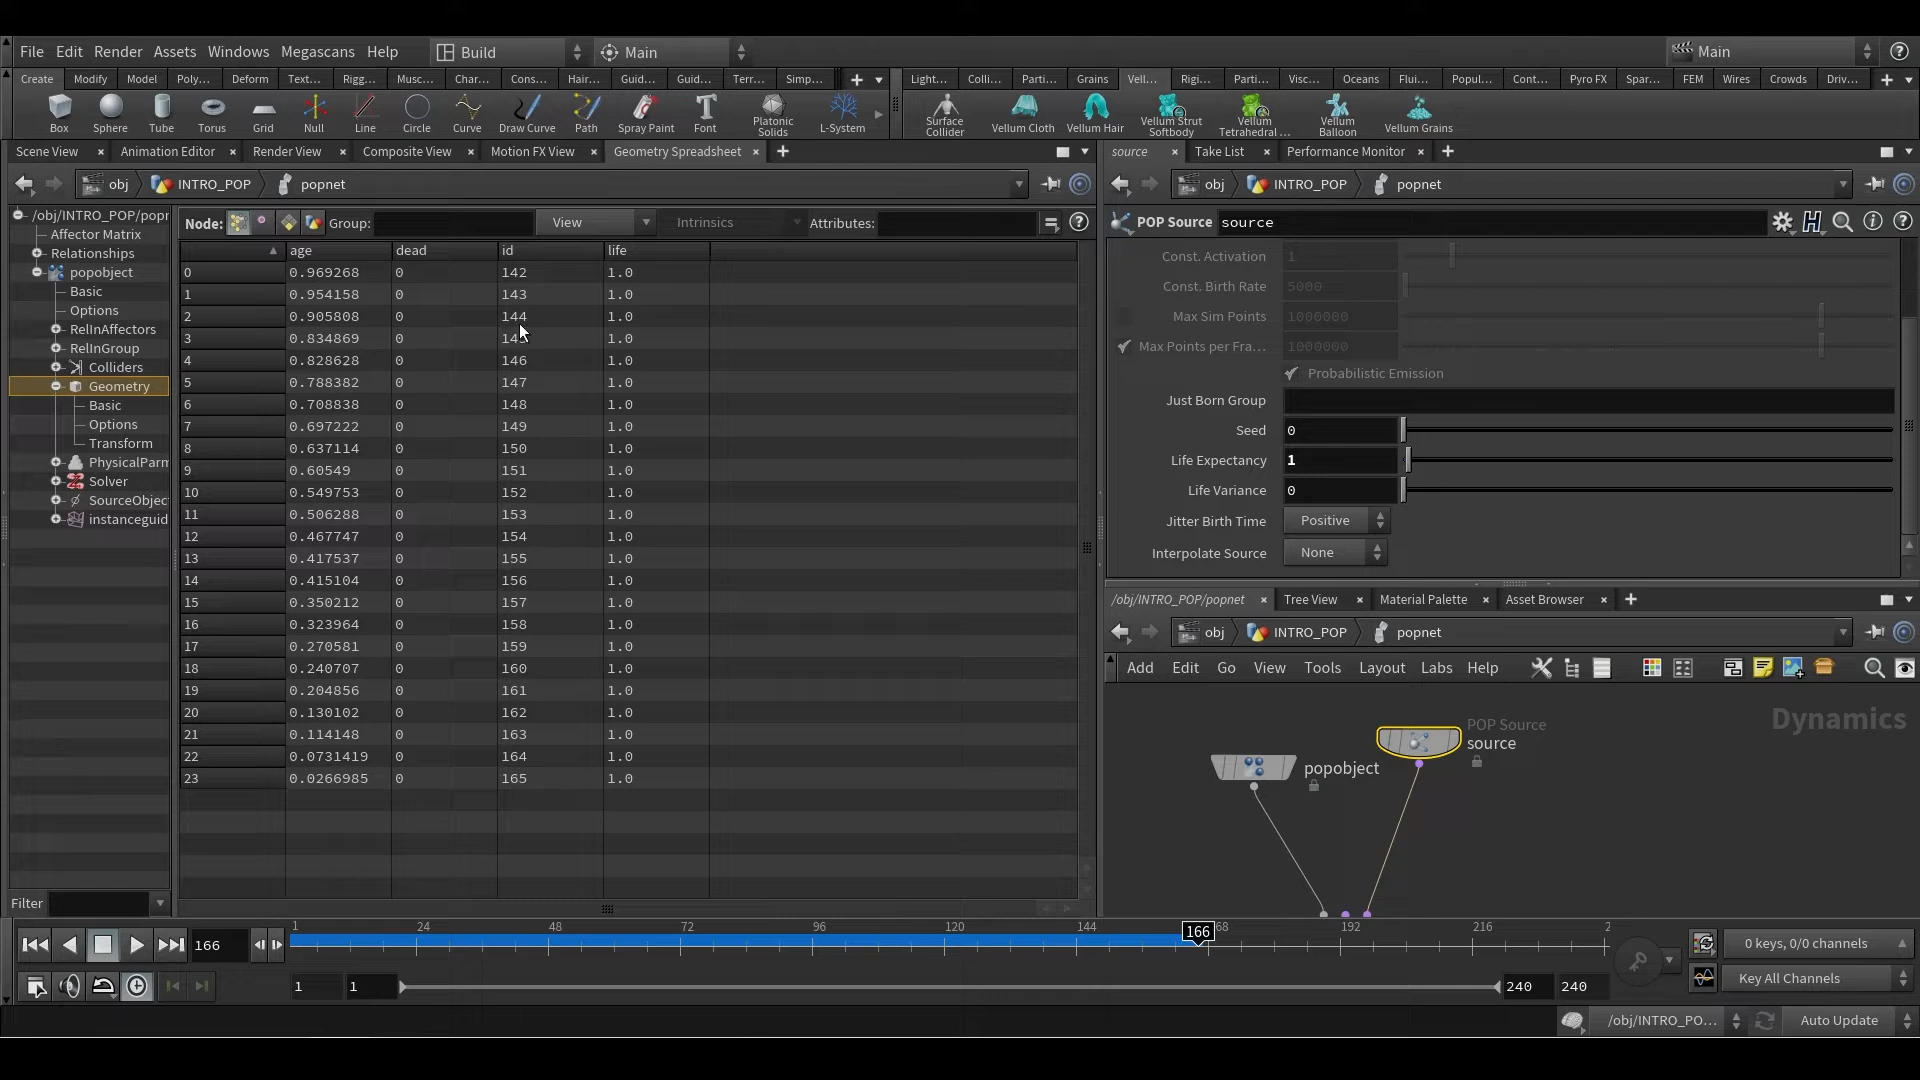 File Edit Render Assets Windows Megascans Help Build Main Main
Create Modify Model Poly... Deform Text... Rigg... Musc... Char... Cons... Hair... Guid... Guid... Terr... Simp... Light... Colli... Parti... Grains Vell... Rigi... Parti... Visc... Oceans Flui... Popul... Cont... Pyro FX Spar... FEM Wires Crowds Driv...
Box Sphere Tube Torus Grid Null Line Circle Curve Draw Curve Path Spray Paint Font Platonic Solids L-System Surface Collider Vellum Cloth Vellum Hair Vellum Strut Softbody Vellum Tetrahedral ... Vellum Balloon Vellum Grains
Scene View Animation Editor Render View Composite View Motion FX View Geometry Spreadsheet
obj INTRO_POP popnet
/obj/INTRO_POP/popr
Affector Matrix
Relationships
popobject
Basic
Options
RelInAffectors
RelInGroup
Colliders
Geometry
Basic
Options
Transform
PhysicalParm
Solver
SourceObjec
instanceguid
Filter
Node: Group: View Intrinsics Attributes:
age dead id life
0 0.969268 0 142 1.0
1 0.954158 0 143 1.0
2 0.905808 0 144 1.0
3 0.834869 0 1.0
4 0.828628 0 146 1.0
5 0.788382 0 147 1.0
6 0.708838 0 148 1.0
7 0.697222 0 149 1.0
8 0.637114 0 150 1.0
9 0.60549 0 151 1.0
10 0.549753 0 152 1.0
11 0.506288 0 153 1.0
12 0.467747 0 154 1.0
13 0.417537 0 155 1.0
14 0.415104 0 156 1.0
15 0.350212 0 157 1.0
16 0.323964 0 158 1.0
17 0.270581 0 159 1.0
18 0.240707 0 160 1.0
19 0.204856 0 161 1.0
20 0.130102 0 162 1.0
21 0.114148 0 163 1.0
22 0.0731419 0 164 1.0
23 0.0266985 0 165 1.0
source Take List Performance Monitor
obj INTRO_POP popnet
POP Source source
Const. Activation 1
Const. Birth Rate 5000
Max Sim Points 1000000
Max Points per Fra... 1000000
Probabilistic Emission
Just Born Group
Seed 0
Life Expectancy 1
Life Variance 0
Jitter Birth Time Positive
Interpolate Source None
/obj/INTRO_POP/popnet Tree View Material Palette Asset Browser
obj INTRO_POP popnet
Add Edit Go View Tools Layout Labs Help
Dynamics
POP Source
source
popobject
166 1 24 48 72 96 120 144 166 68 192 216 2
0 keys, 0/0 channels
1 1 240 240 Key All Channels
/obj/INTRO_PO... Auto Update